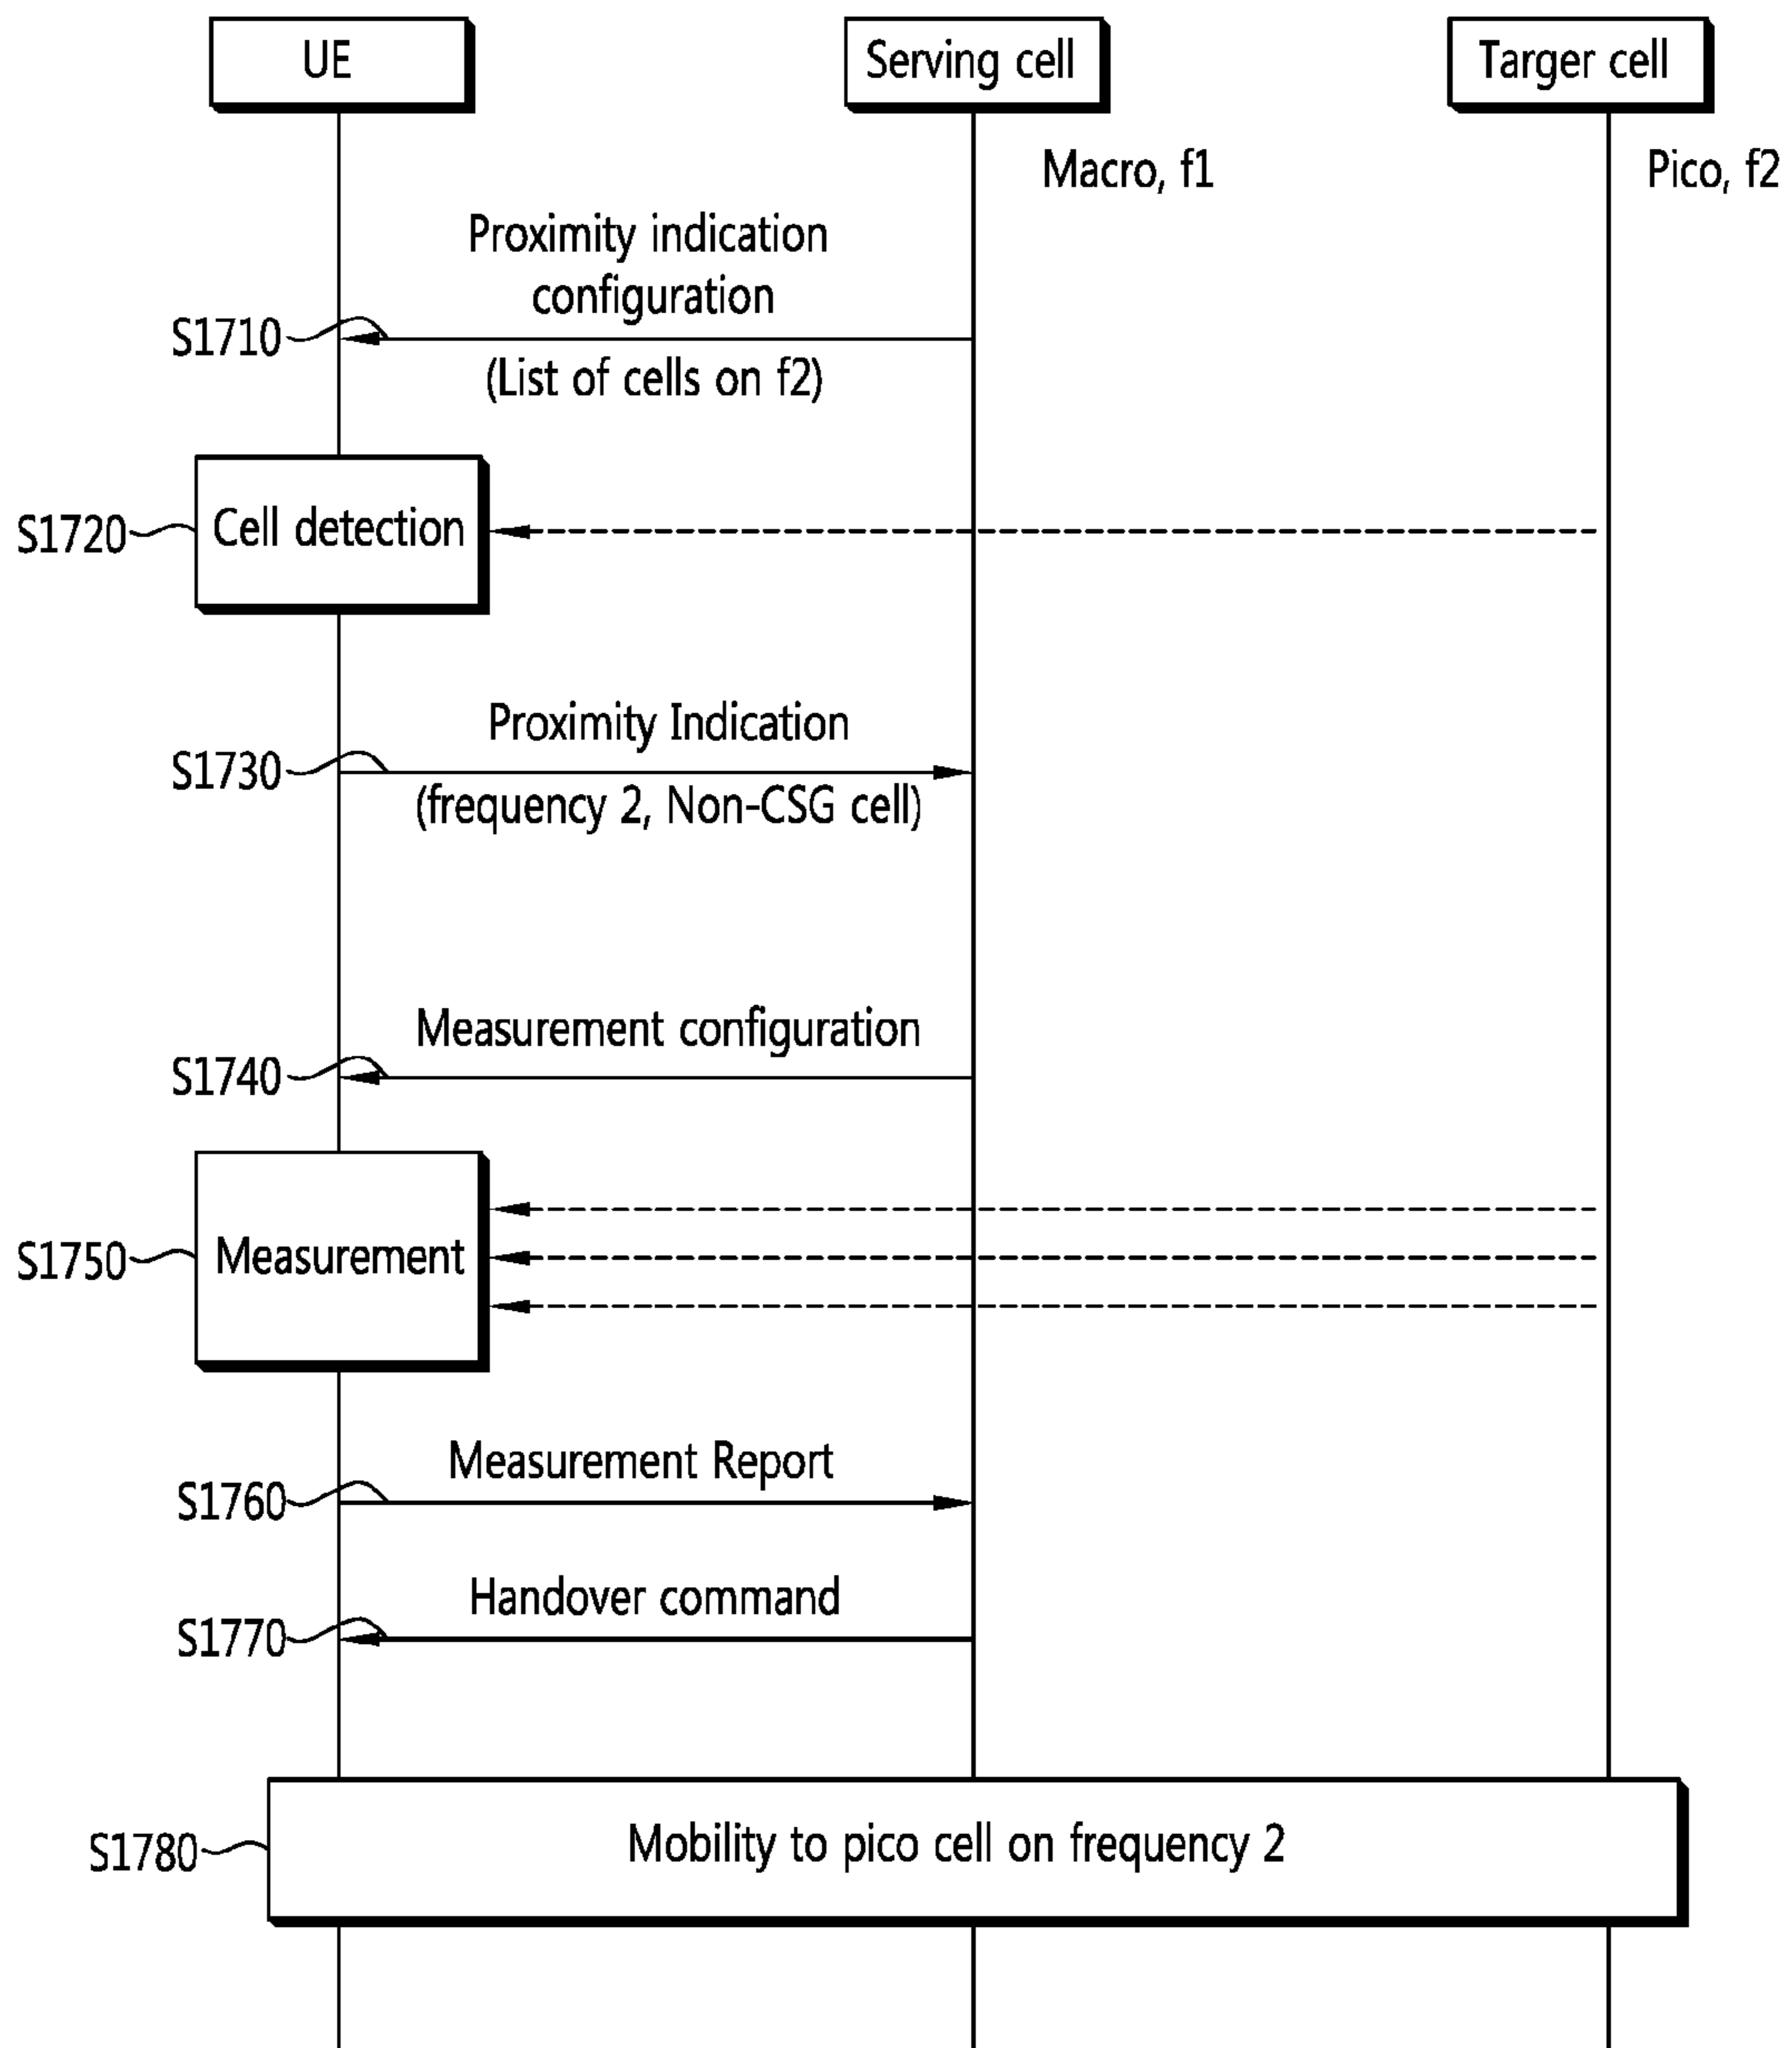 UE
Serving cell
Targer cell
Macro, f1
Pico, f2
Proximity indication
configuration
S1710
(List of cells on f2)
S1720
Cell detection
Proximity Indication
S1730
(frequency 2, Non-CSG cell)
Measurement configuration
S1740
S1750
Measurement
Measurement Report
S1760
Handover command
S1770
S1780
Mobility to pico cell on frequency 2